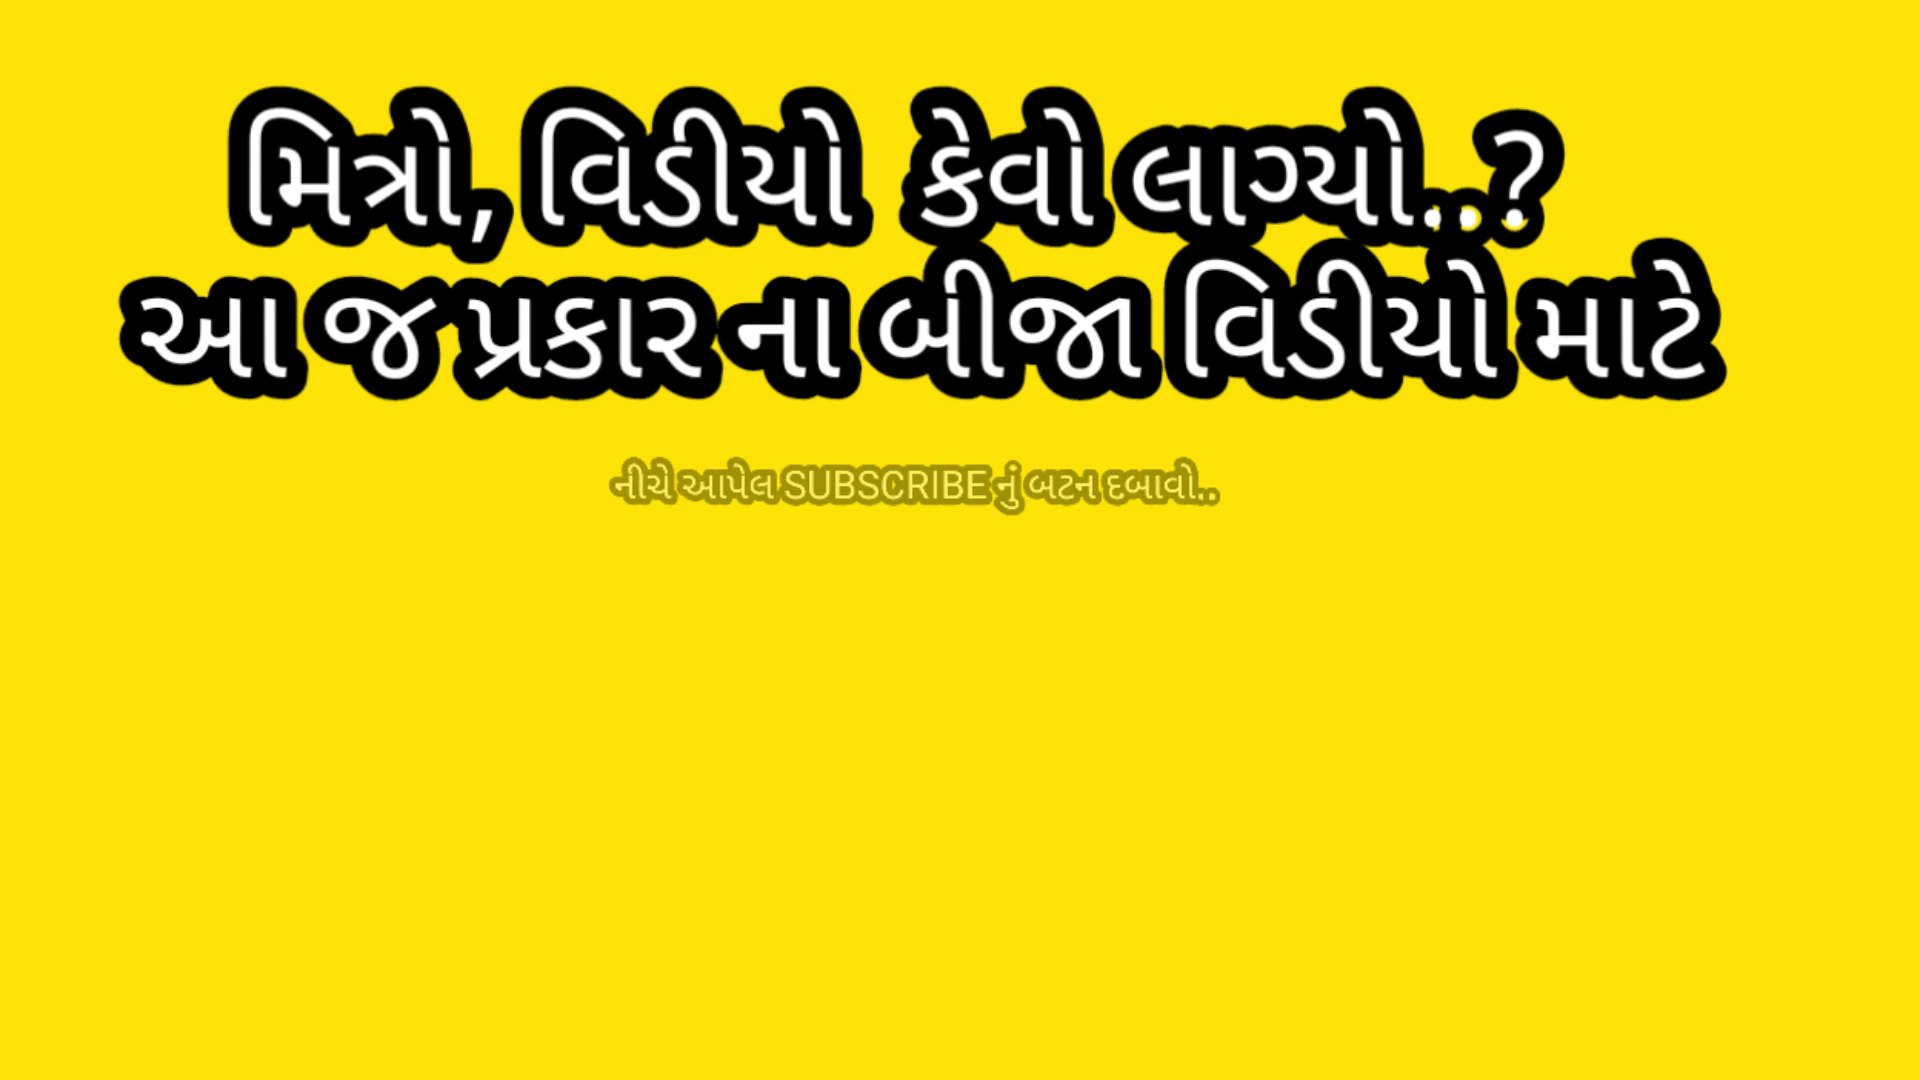 મિત્રો, વિડીયો કેવો લાગ્યો..?
આ જ પ્રકાર ના બીજા વિડીયો માટે
નીચે આપેલ SUBSCRIBE નું બટન દબાવો..